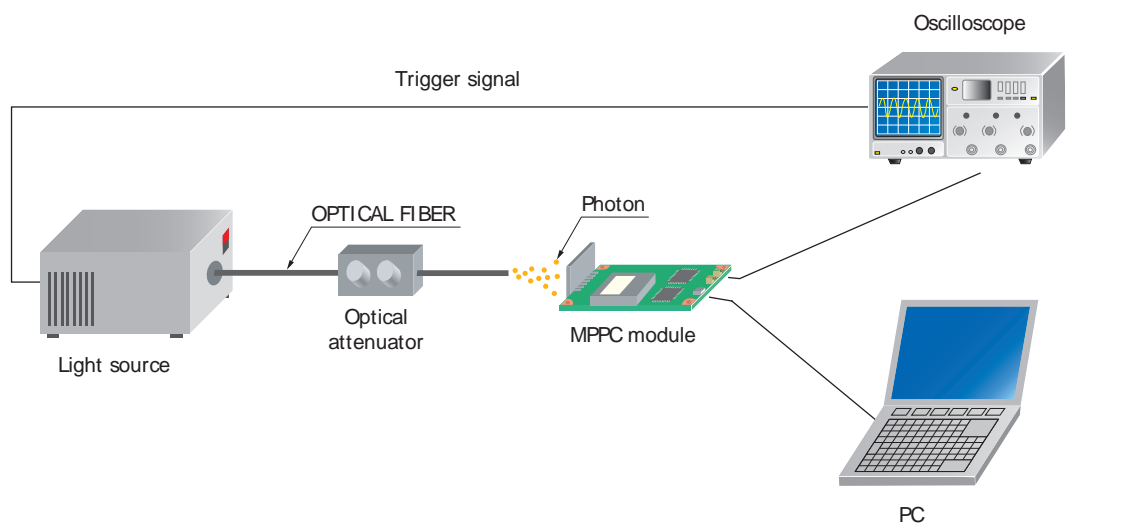 Oscilloscope
Trigger signal
Photon
OPTICAL FIBER
MPPC module
Optical
attenuator
Light source
PC